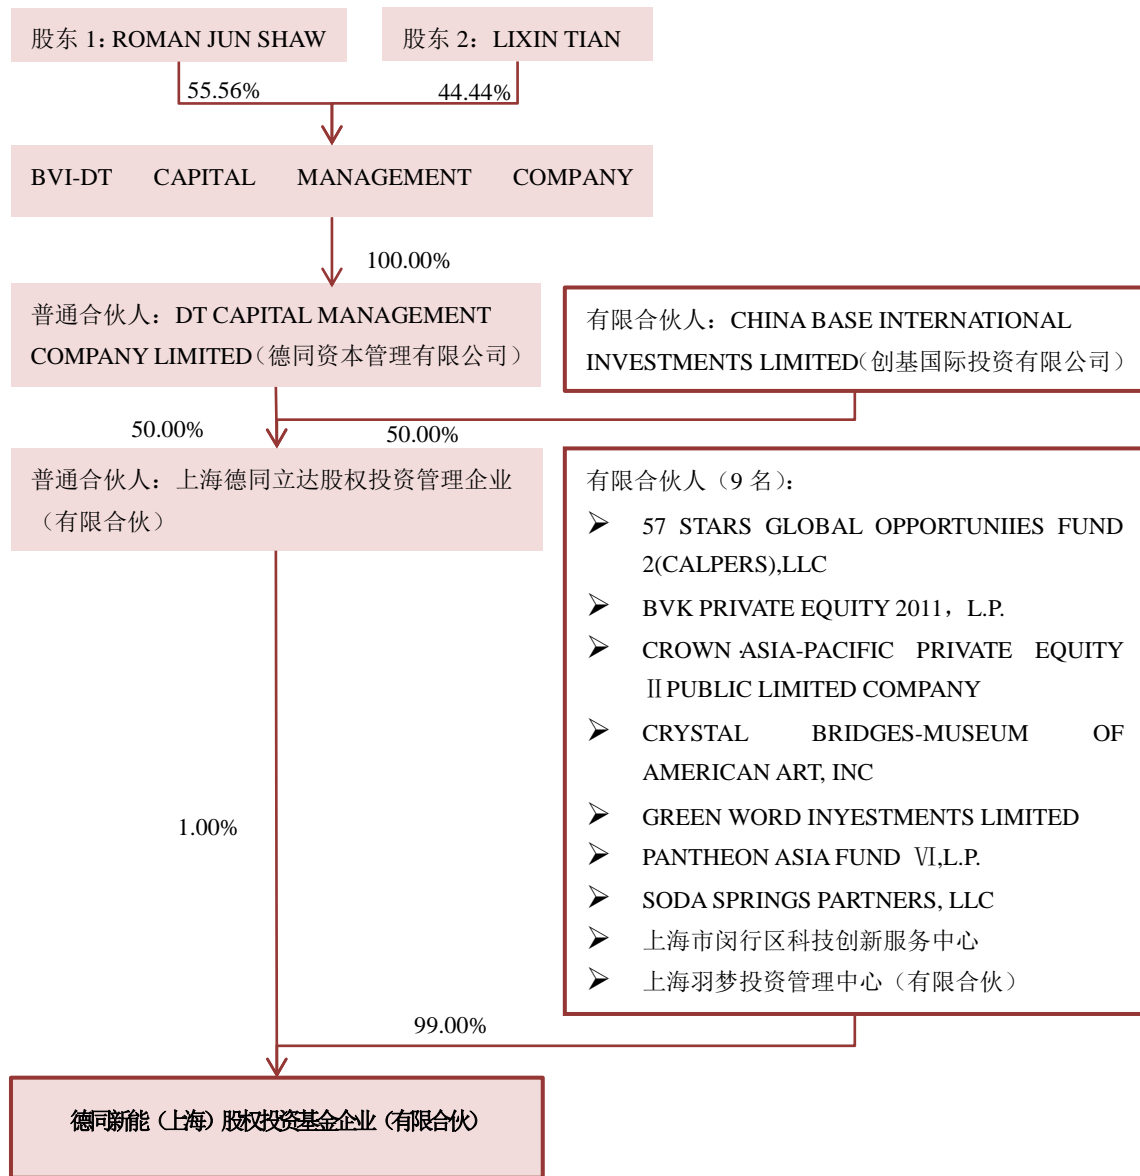 股东 1: ROMAN JUN SHAW
股东 2： LIXIN TIAN
55.56%
44.44%
BVI-DT CAPITAL MANAGEMENT COMPANY
100.00%
普通合伙人：DT CAPITAL MANAGEMENT
COMPANY LIMITED（德同资本管理有限公司）
有限合伙人：CHINA BASE INTERNATIONAL
INVESTMENTS LIMITED（创基国际投资有限公司）
50.00%
50.00%
普通合伙人：上海德同立达股权投资管理企业
（有限合伙）
有限合伙人（9 名）：
➢ 57 STARS GLOBAL OPPORTUNIIES FUND
2(CALPERS),LLC
➢ BVK PRIVATE EQUITY 2011，L.P.
➢ CROWN ASIA-PACIFIC PRIVATE EQUITY
ⅡPUBLIC LIMITED COMPANY
➢ CRYSTAL BRIDGES-MUSEUM OF
AMERICAN ART, INC
➢ GREEN WORD INYESTMENTS LIMITED
➢ PANTHEON ASIA FUND Ⅵ,L.P.
➢ SODA SPRINGS PARTNERS, LLC
➢ 上海市闵行区科技创新服务中心
➢ 上海羽梦投资管理中心（有限合伙）
1.00%
99.00%
德同新能（上海）股权投资基金企业（有限合伙）